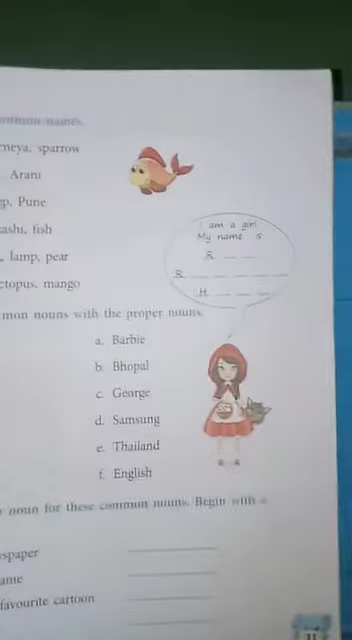 common names.
neya, sparrow
Arani
p, Pune
ashi, fish
lamp, pear
ctopus, mango
I am a girl
My name s
R
R
H
mon nouns with the proper nouns.
a. Barbie
b. Bhopal
c. George
d. Samsung
e. Thailand
f. English
noun for these common nouns. Begin with a
spaper
ame
favourite cartoon